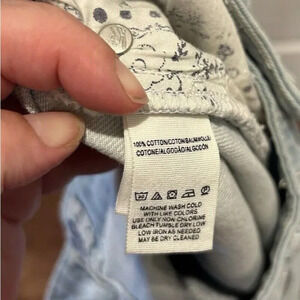 100% COTTON/COTON/BAUMWOLLE/
COTONE/ALGODÃO/ALGODÓN
MACHINE WASH COLD
WITH LIKE COLORS
USE ONLY NON-CHLORINE
BLEACH TUMBLE DRY LOW
LOW IRON AS NEEDED
MAY BE DRY CLEANED